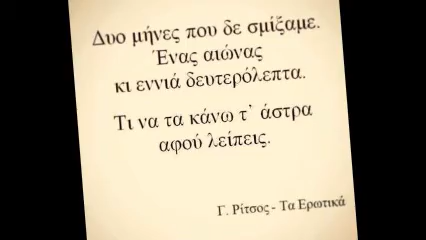 Δυο μήνες που δε σμίξαμε.
Ένας αιώνας
κι εννιά δευτερόλεπτα.
Τι να τα κάνω τ᾽ άστρα
αφού λείπεις.
Γ. Ρίτσος - Τα Ερωτικά